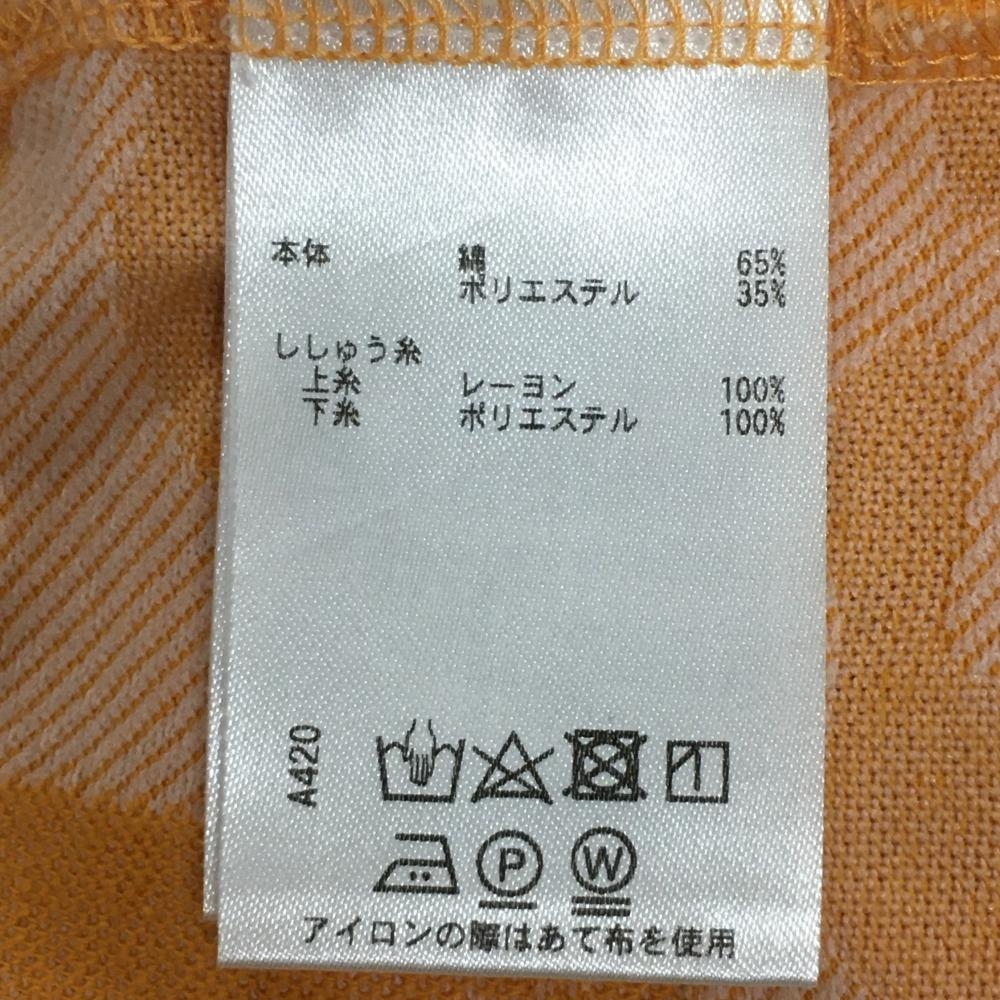 本体 綿 65%
ポリエステル 35%
ししゅう糸
上糸 レーヨン 100%
下糸 ポリエステル 100%
A420
P W
アイロンの際はあて布を使用